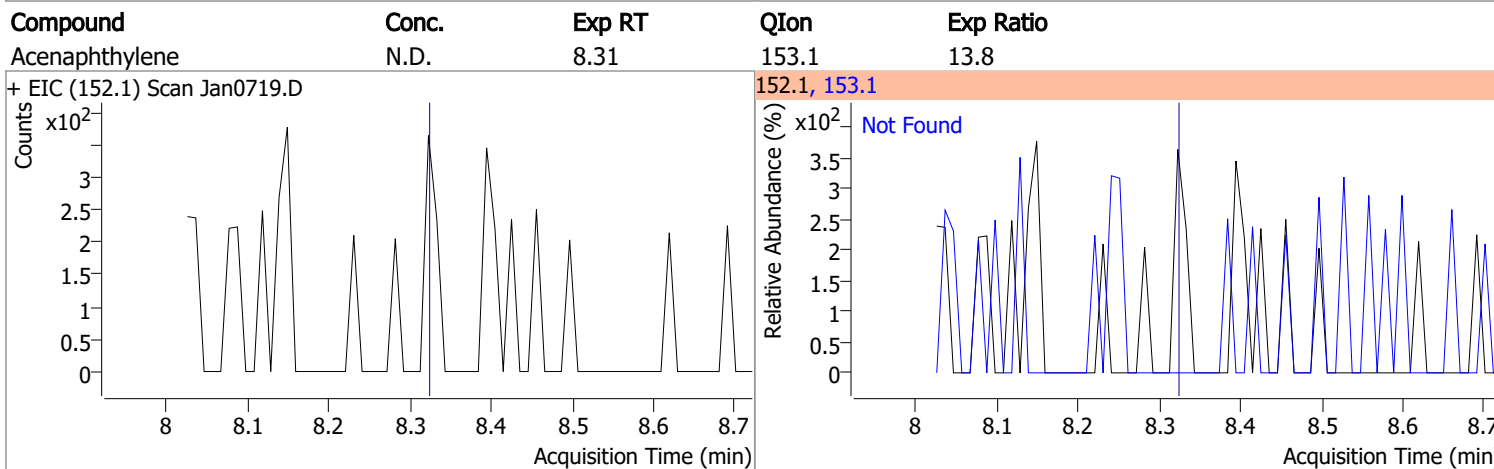 Compound Conc. Exp RT QIon Exp Ratio
Acenaphthylene N.D. 8.31 153.1 13.8
+ EIC (152.1) Scan Jan0719.D
Counts
x10²
3
2.5
2
1.5
1
0.5
0
8 8.1 8.2 8.3 8.4 8.5 8.6 8.7
Acquisition Time (min)
152.1, 153.1
Relative Abundance (%)
x10²
Not Found
3.5
3
2.5
2
1.5
1
0.5
0
8 8.1 8.2 8.3 8.4 8.5 8.6 8.7
Acquisition Time (min